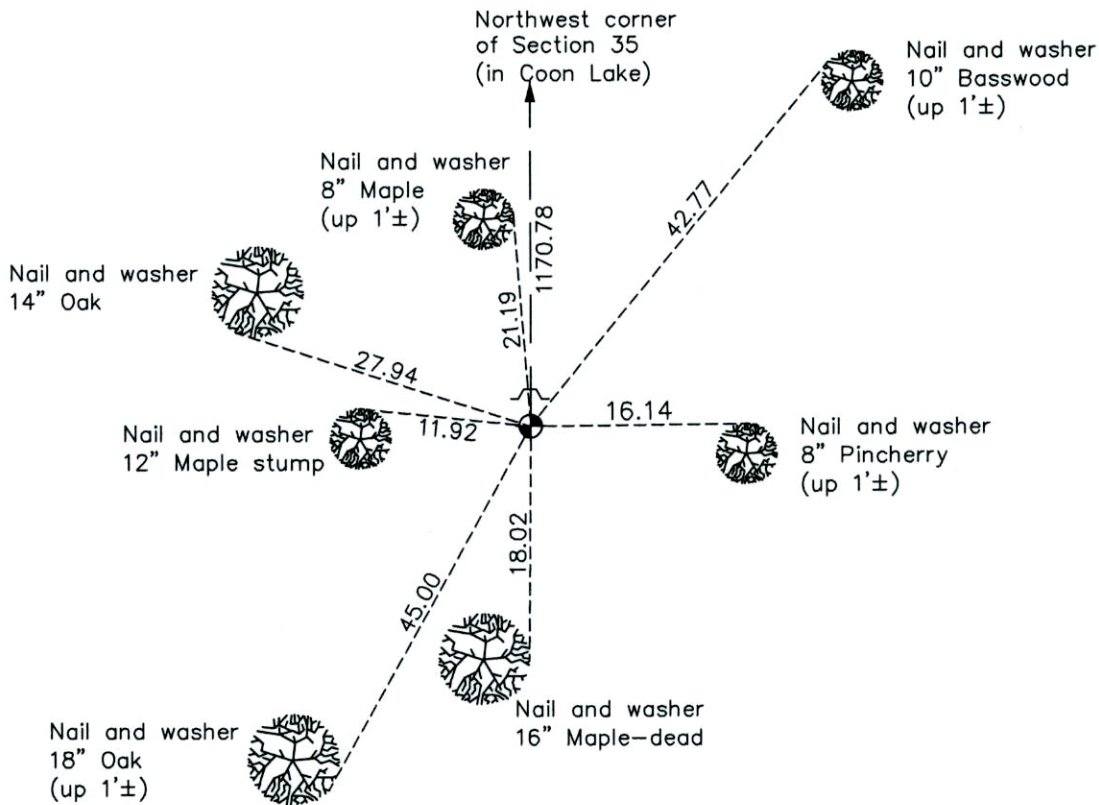 Northwest corner
of Section 35
(in Coon Lake)
Nail and washer
10" Basswood
(up 1'±)
Nail and washer
8" Maple
(up 1'±)
42.77
1170.78
21.19
Nail and washer
14" Oak
27.94
Nail and washer
12" Maple stump
11.92
16.14
Nail and washer
8" Pincherry
(up 1'±)
18.02
45.00
Nail and washer
16" Maple-dead
Nail and washer
18" Oak
(up 1'±)